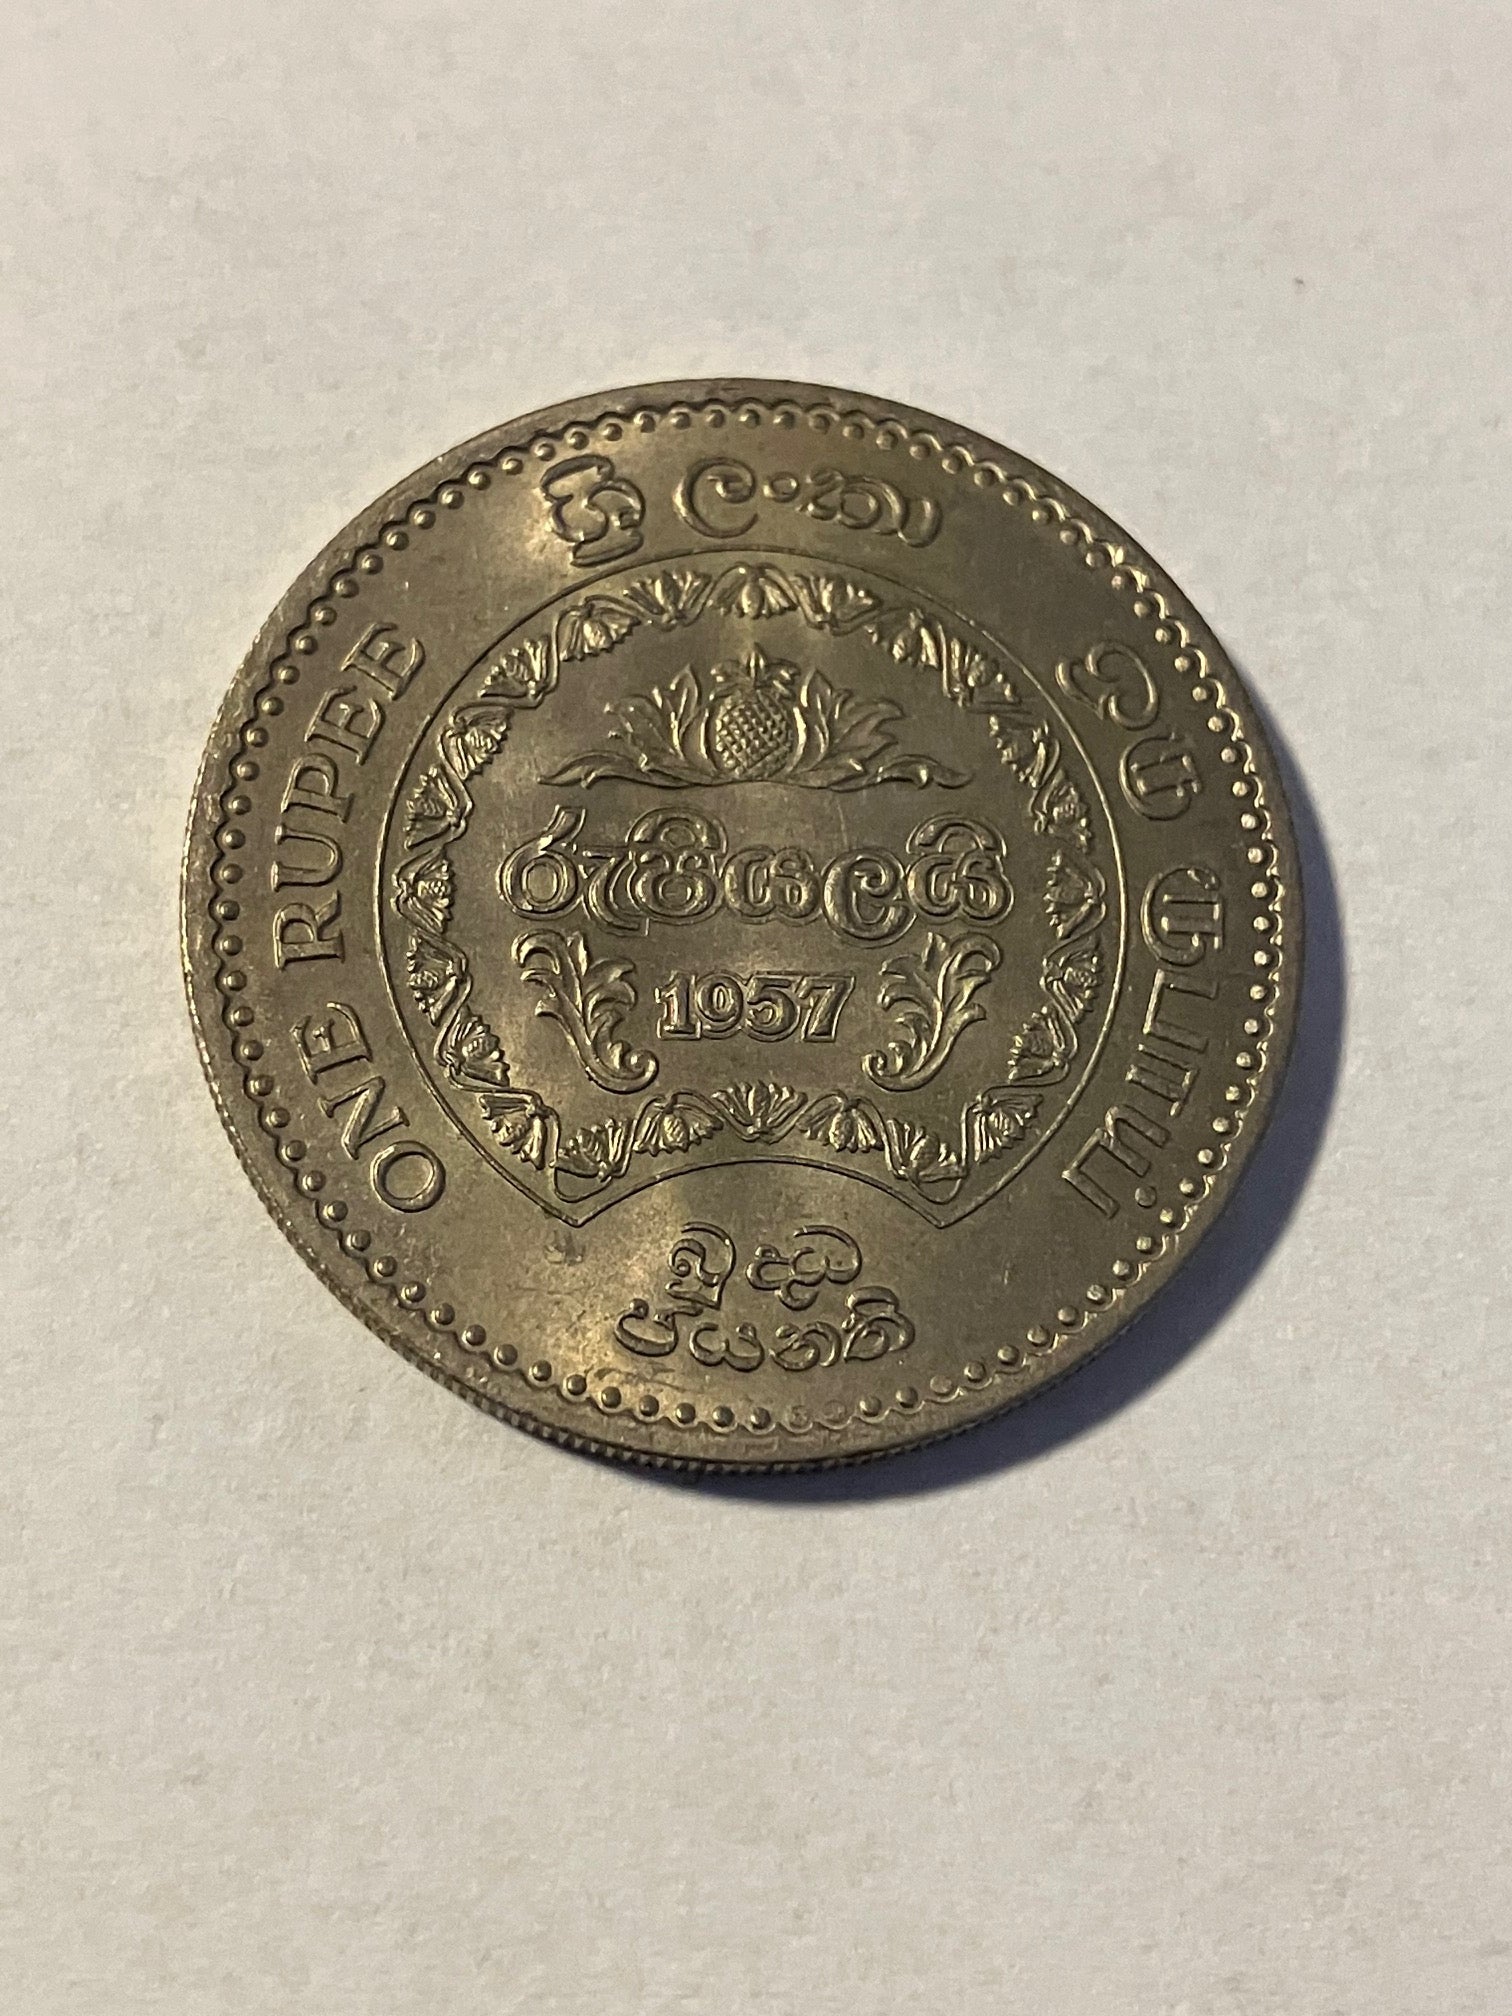 ශ්‍රී ලංකා
ONE RUPEE
රුපියලයි
1957
ஒரு ரூபாய்
බුද්ධ
ජයන්ති